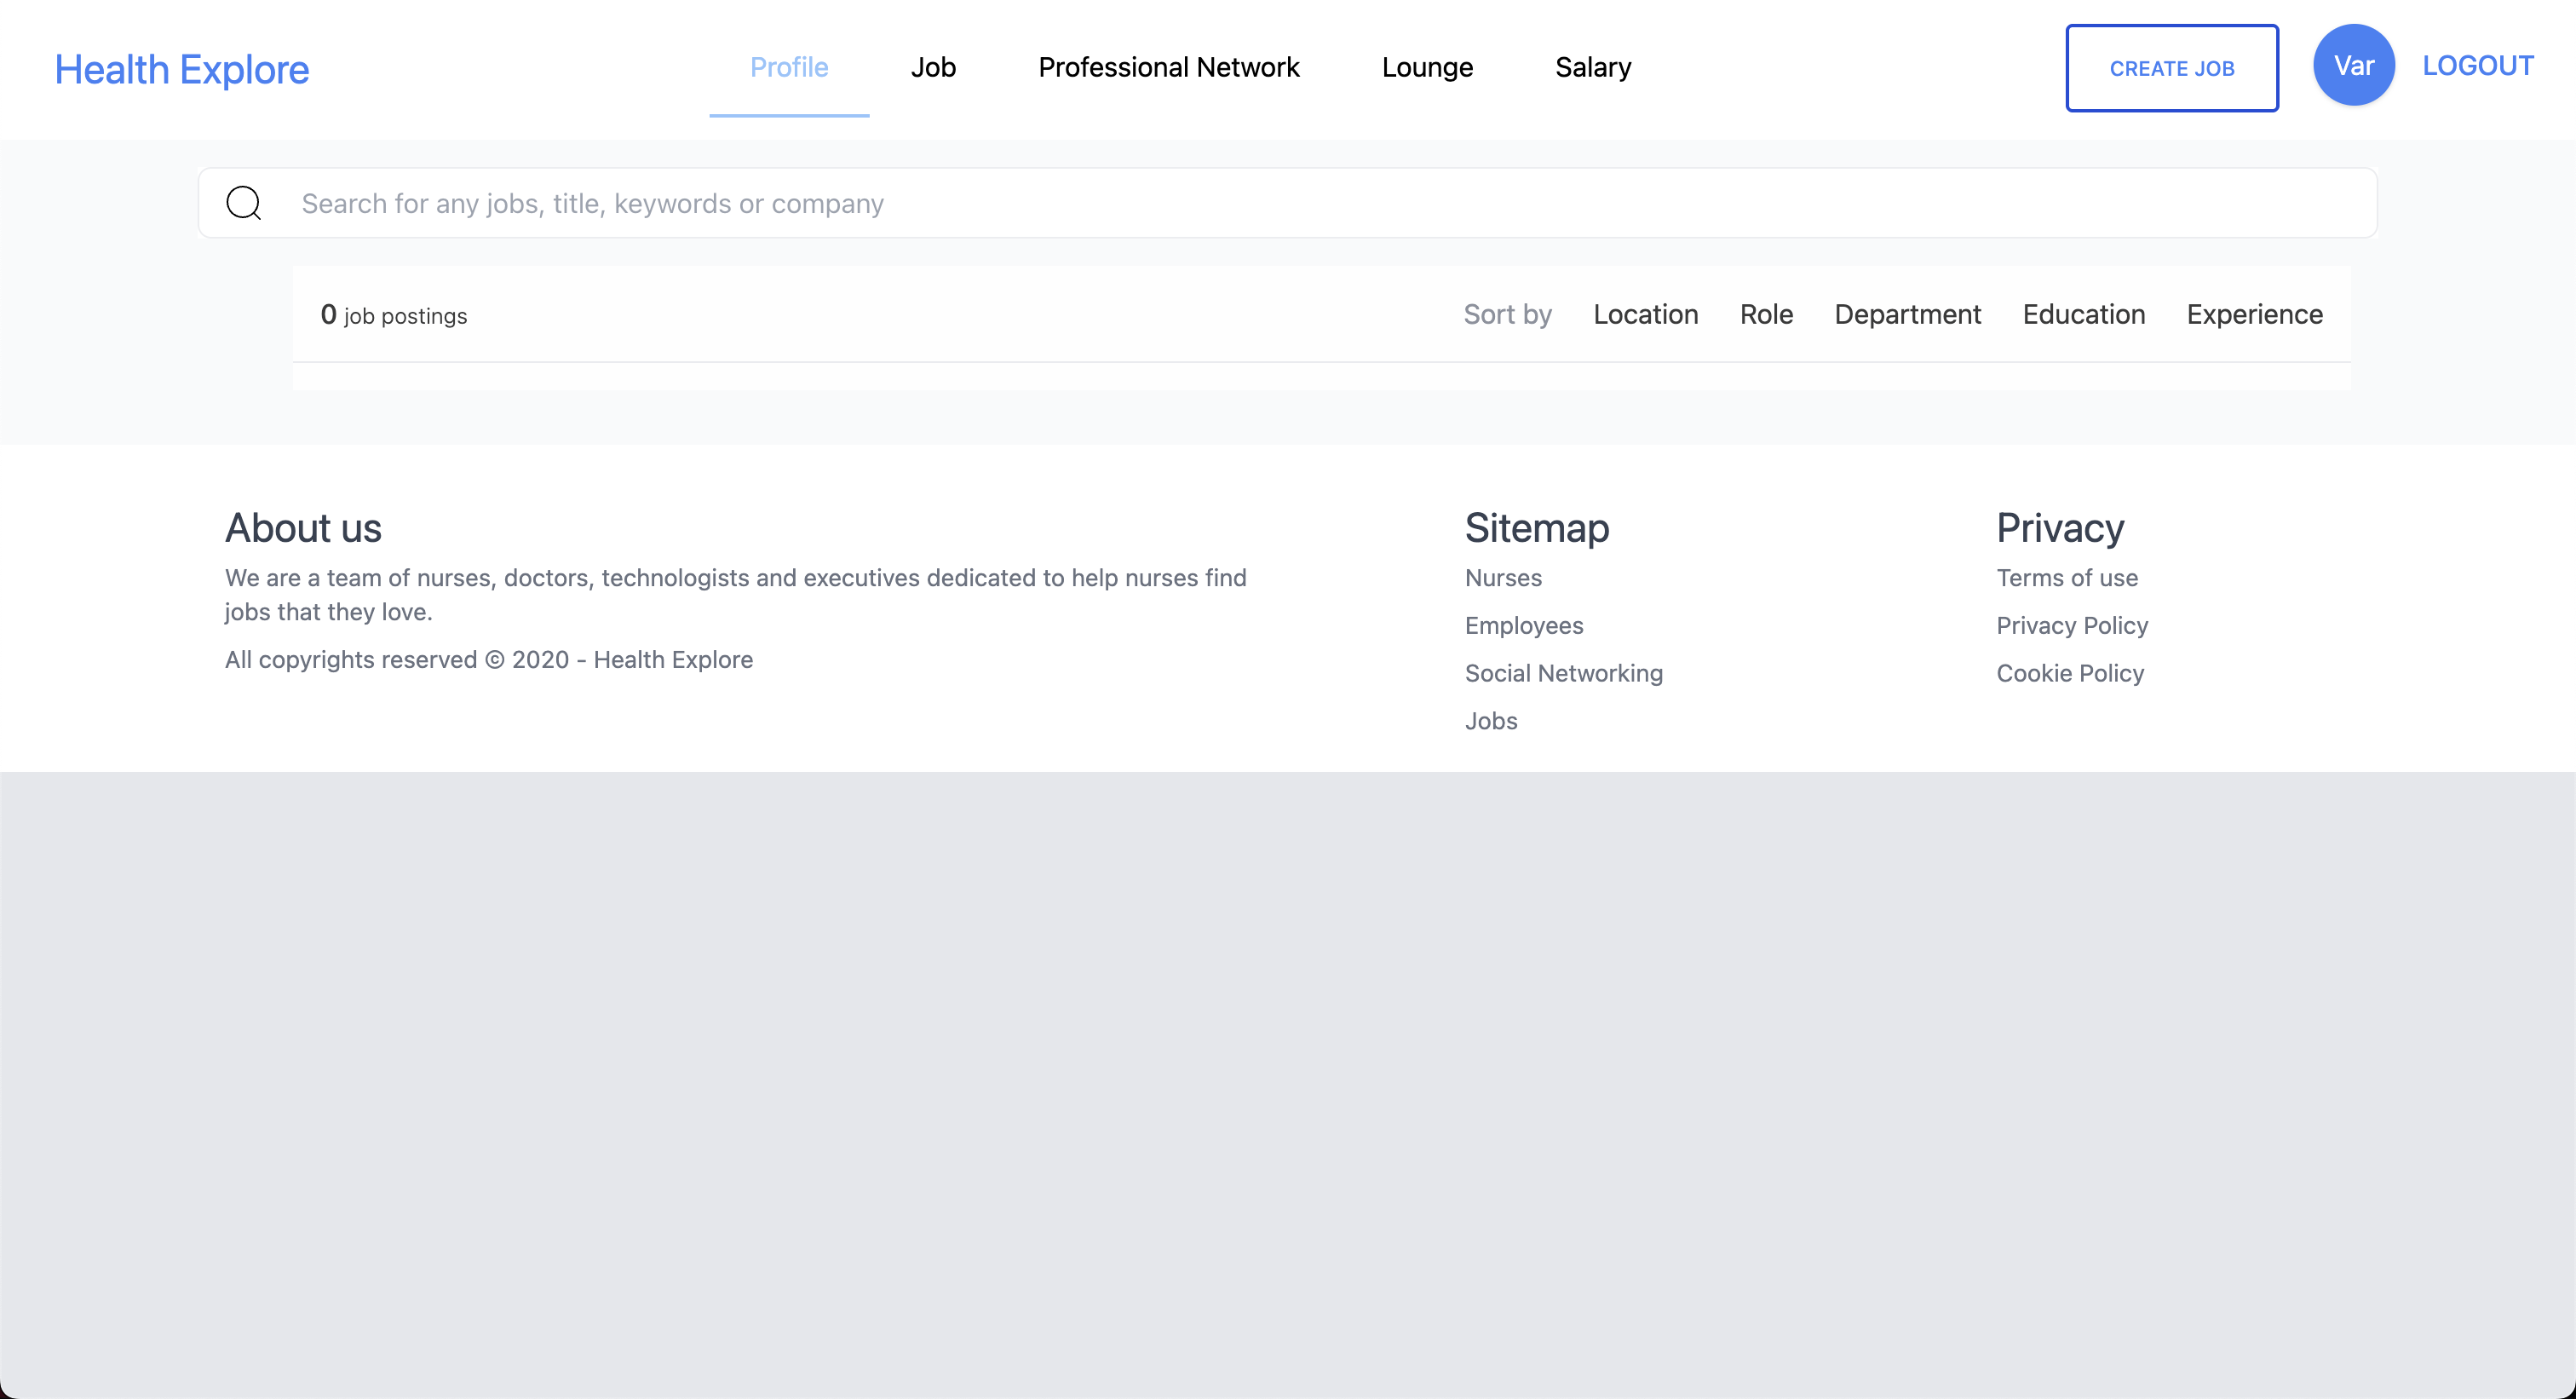 Health Explore
Profile Job Professional Network Lounge Salary
CREATE JOB Var LOGOUT
Search for any jobs, title, keywords or company
0 job postings
Sort by Location Role Department Education Experience
About us
We are a team of nurses, doctors, technologists and executives dedicated to help nurses find
jobs that they love.
All copyrights reserved © 2020 - Health Explore
Sitemap
Nurses
Employees
Social Networking
Jobs
Privacy
Terms of use
Privacy Policy
Cookie Policy